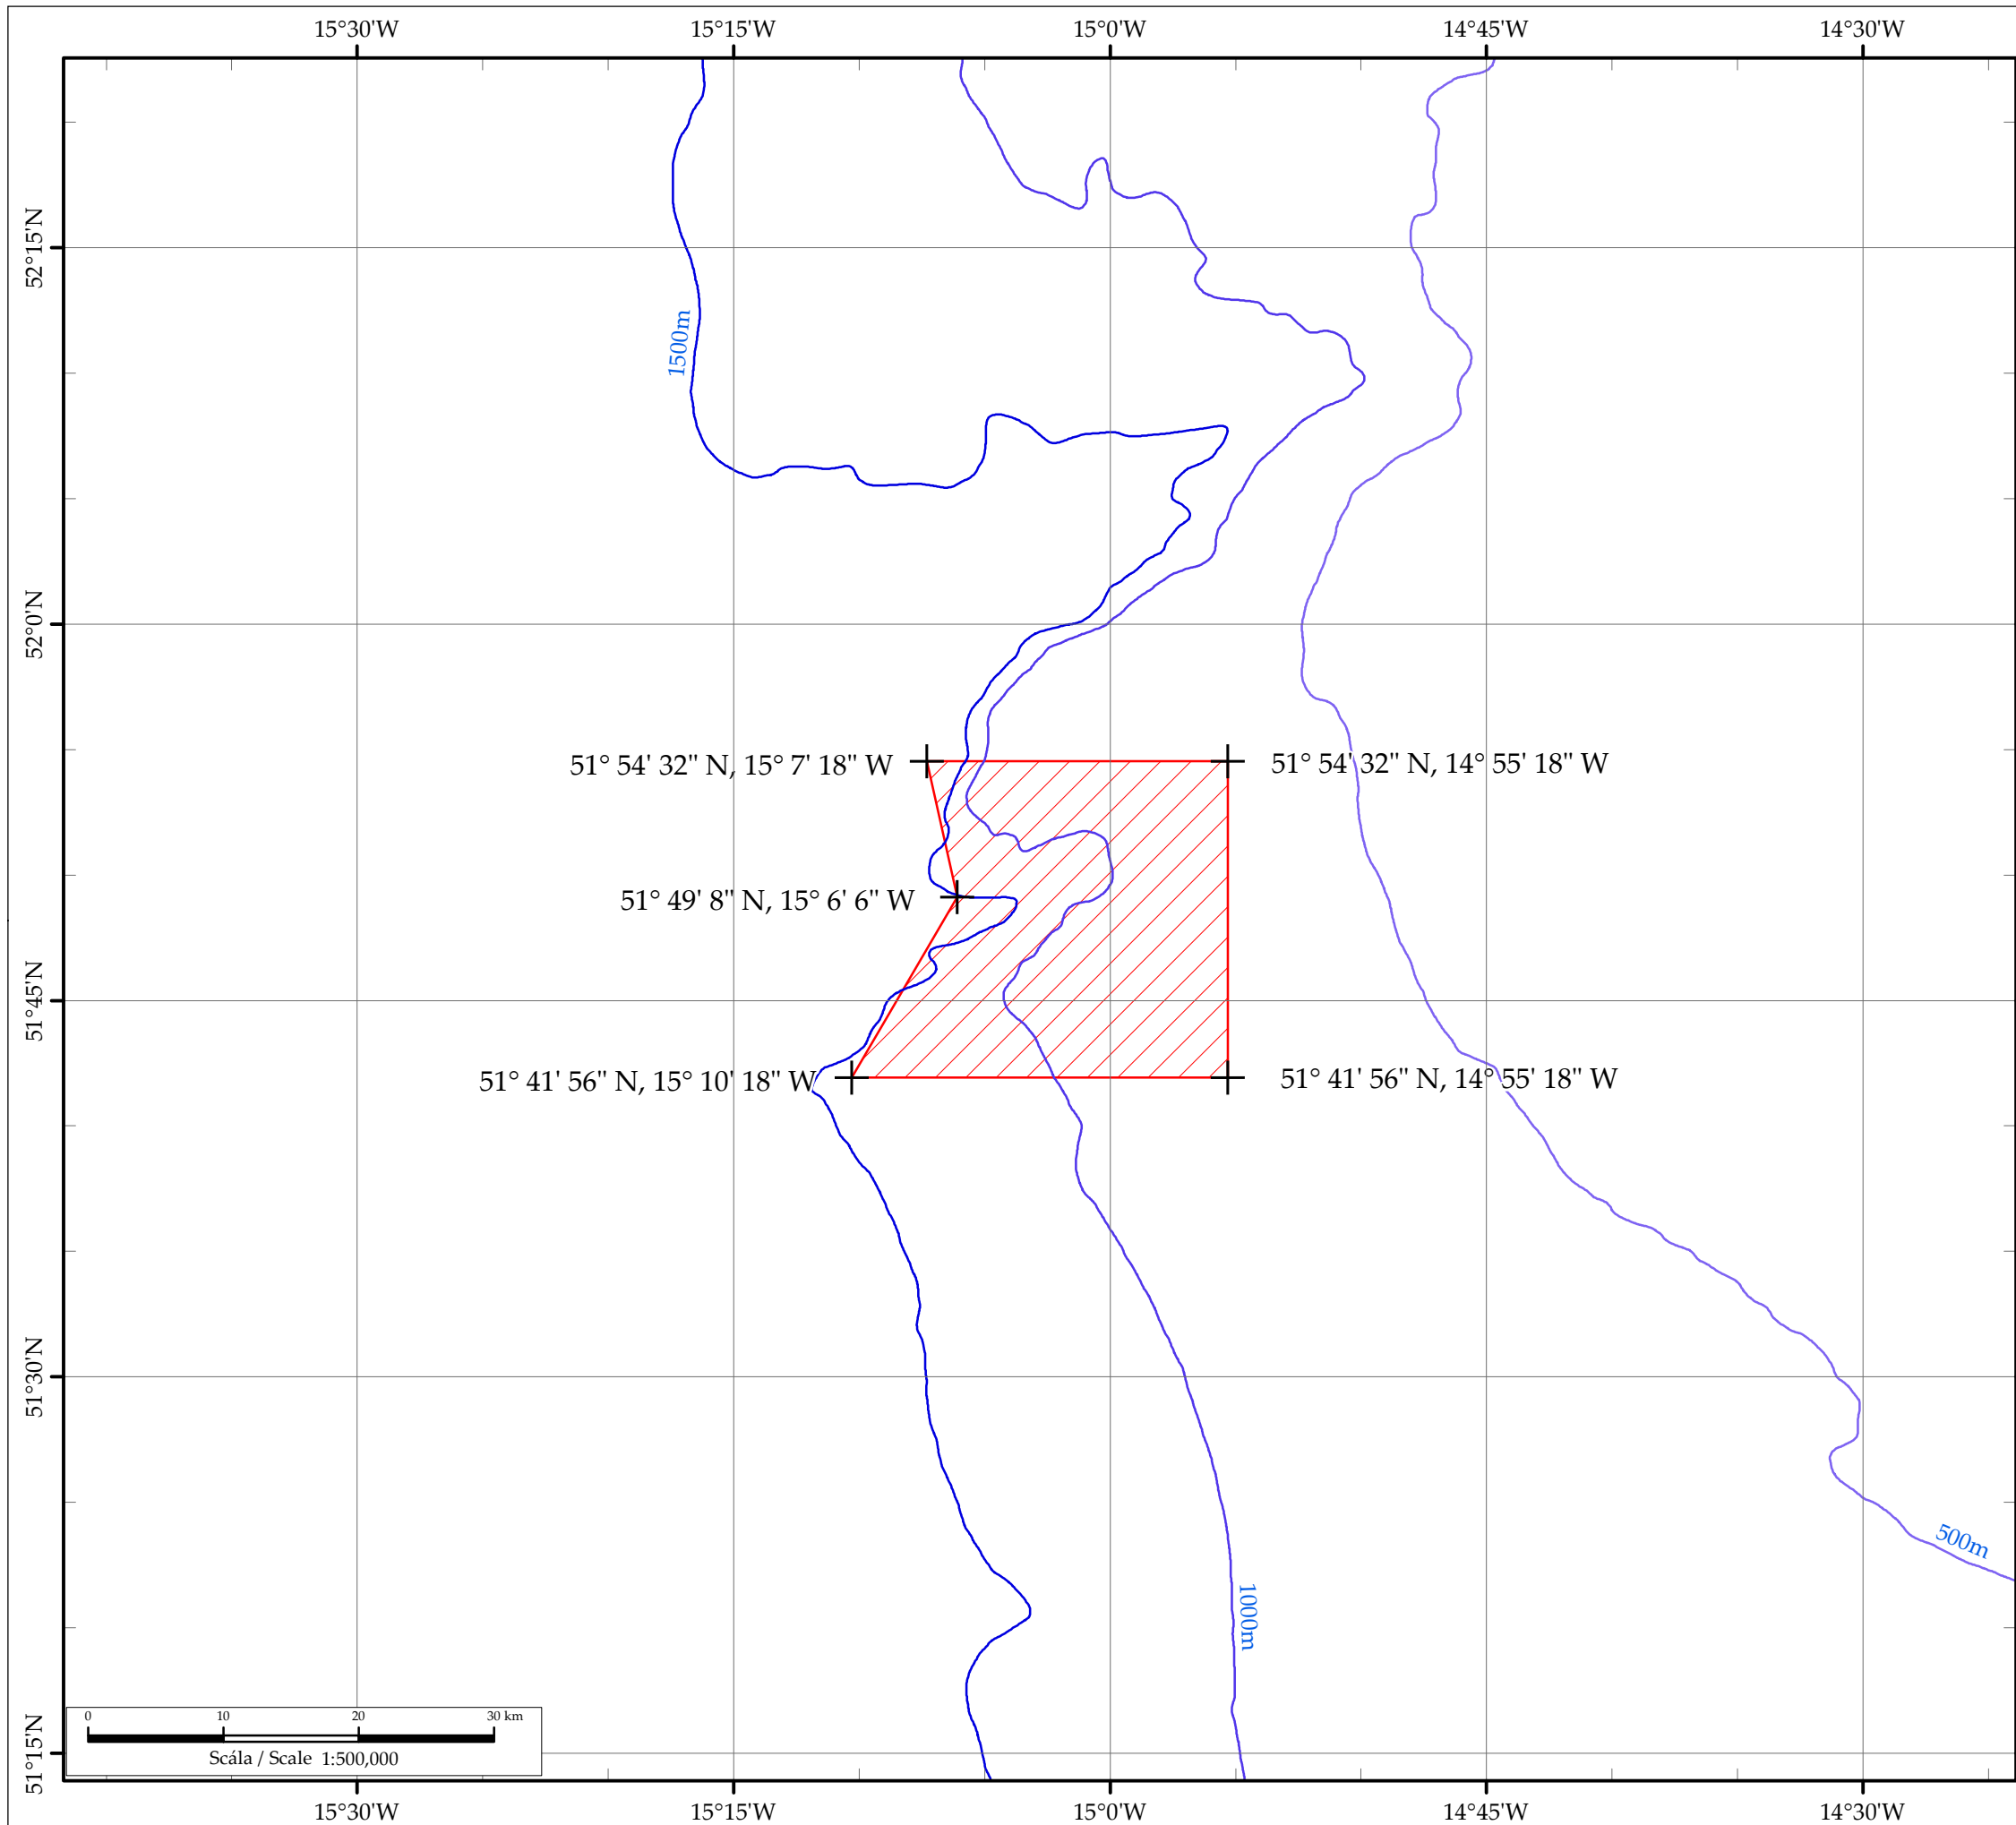 15°30'W 15°15'W 15°0'W 14°45'W 14°30'W
52°15'N
1500m
52°0'N
51° 54' 32" N, 15° 7' 18" W
51° 54' 32" N, 14° 55' 18" W
51° 49' 8" N, 15° 6' 6" W
51°45'N
51° 41' 56" N, 15° 10' 18" W
51° 41' 56" N, 14° 55' 18" W
51°30'N
500m
1000m
51°15'N
0 10 20 30 km
Scála / Scale 1:500,000
15°30'W 15°15'W 15°0'W 14°45'W 14°30'W